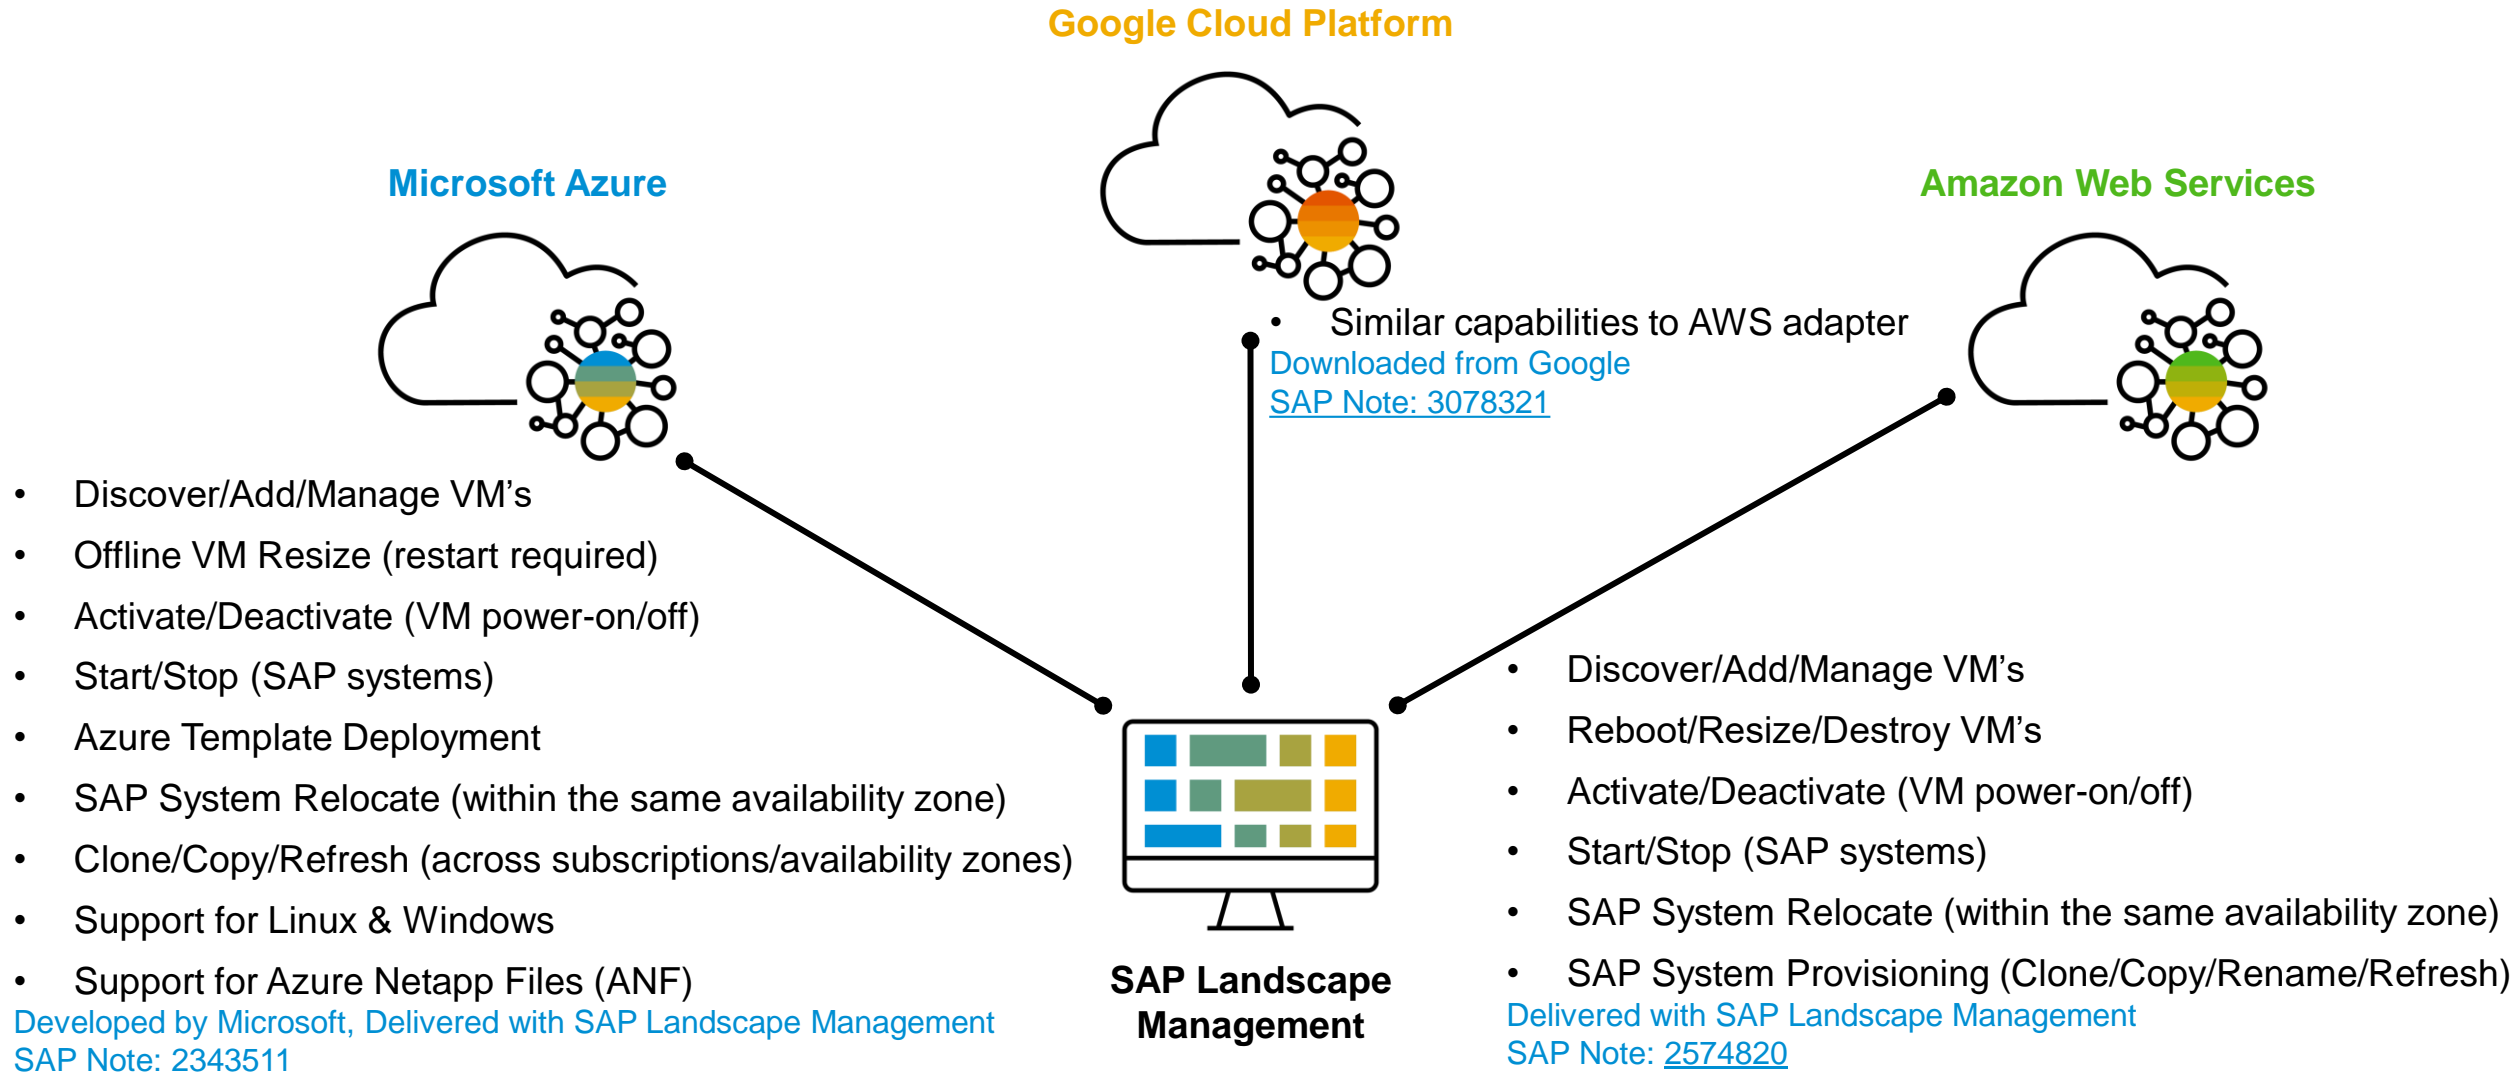 Google Cloud Platform
Microsoft Azure
Amazon Web Services
• Similar capabilities to AWS adapter
Downloaded from Google
SAP Note: 3078321
• Discover/Add/Manage VM’s
• Offline VM Resize (restart required)
• Activate/Deactivate (VM power-on/off)
• Start/Stop (SAP systems)
• Azure Template Deployment
• SAP System Relocate (within the same availability zone)
• Clone/Copy/Refresh (across subscriptions/availability zones)
• Support for Linux & Windows
• Support for Azure Netapp Files (ANF)
Developed by Microsoft, Delivered with SAP Landscape Management
SAP Note: 2343511
SAP Landscape
Management
• Discover/Add/Manage VM’s
• Reboot/Resize/Destroy VM’s
• Activate/Deactivate (VM power-on/off)
• Start/Stop (SAP systems)
• SAP System Relocate (within the same availability zone)
• SAP System Provisioning (Clone/Copy/Rename/Refresh)
Delivered with SAP Landscape Management
SAP Note: 2574820